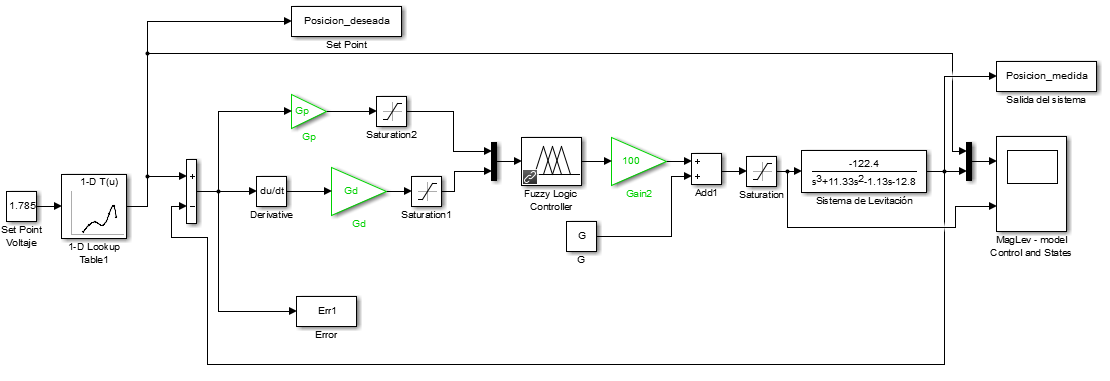 Posicion_deseada
Set Point
Posicion_medida
Salida del sistema
Gp
Gp
Saturation2
1-D T(u)
1-D Lookup
Table1
1.785
Set Point
Voltaje
+
−
du/dt
Derivative
Gd
Gd
Saturation1
Fuzzy Logic
Controller
100
Gain2
+
+
Add1
G
G
Saturation
-122.4
s3+11.33s2-1.13s-12.8
Sistema de Levitación
MagLev - model
Control and States
Err1
Error